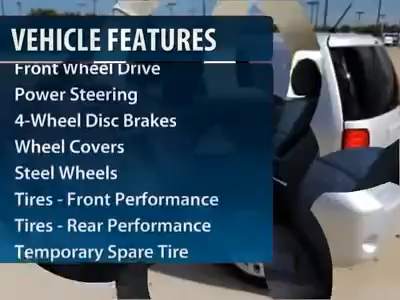 VEHICLE FEATURES
Front Wheel Drive
Power Steering
4-Wheel Disc Brakes
Wheel Covers
Steel Wheels
Tires - Front Performance
Tires - Rear Performance
Temporary Spare Tire